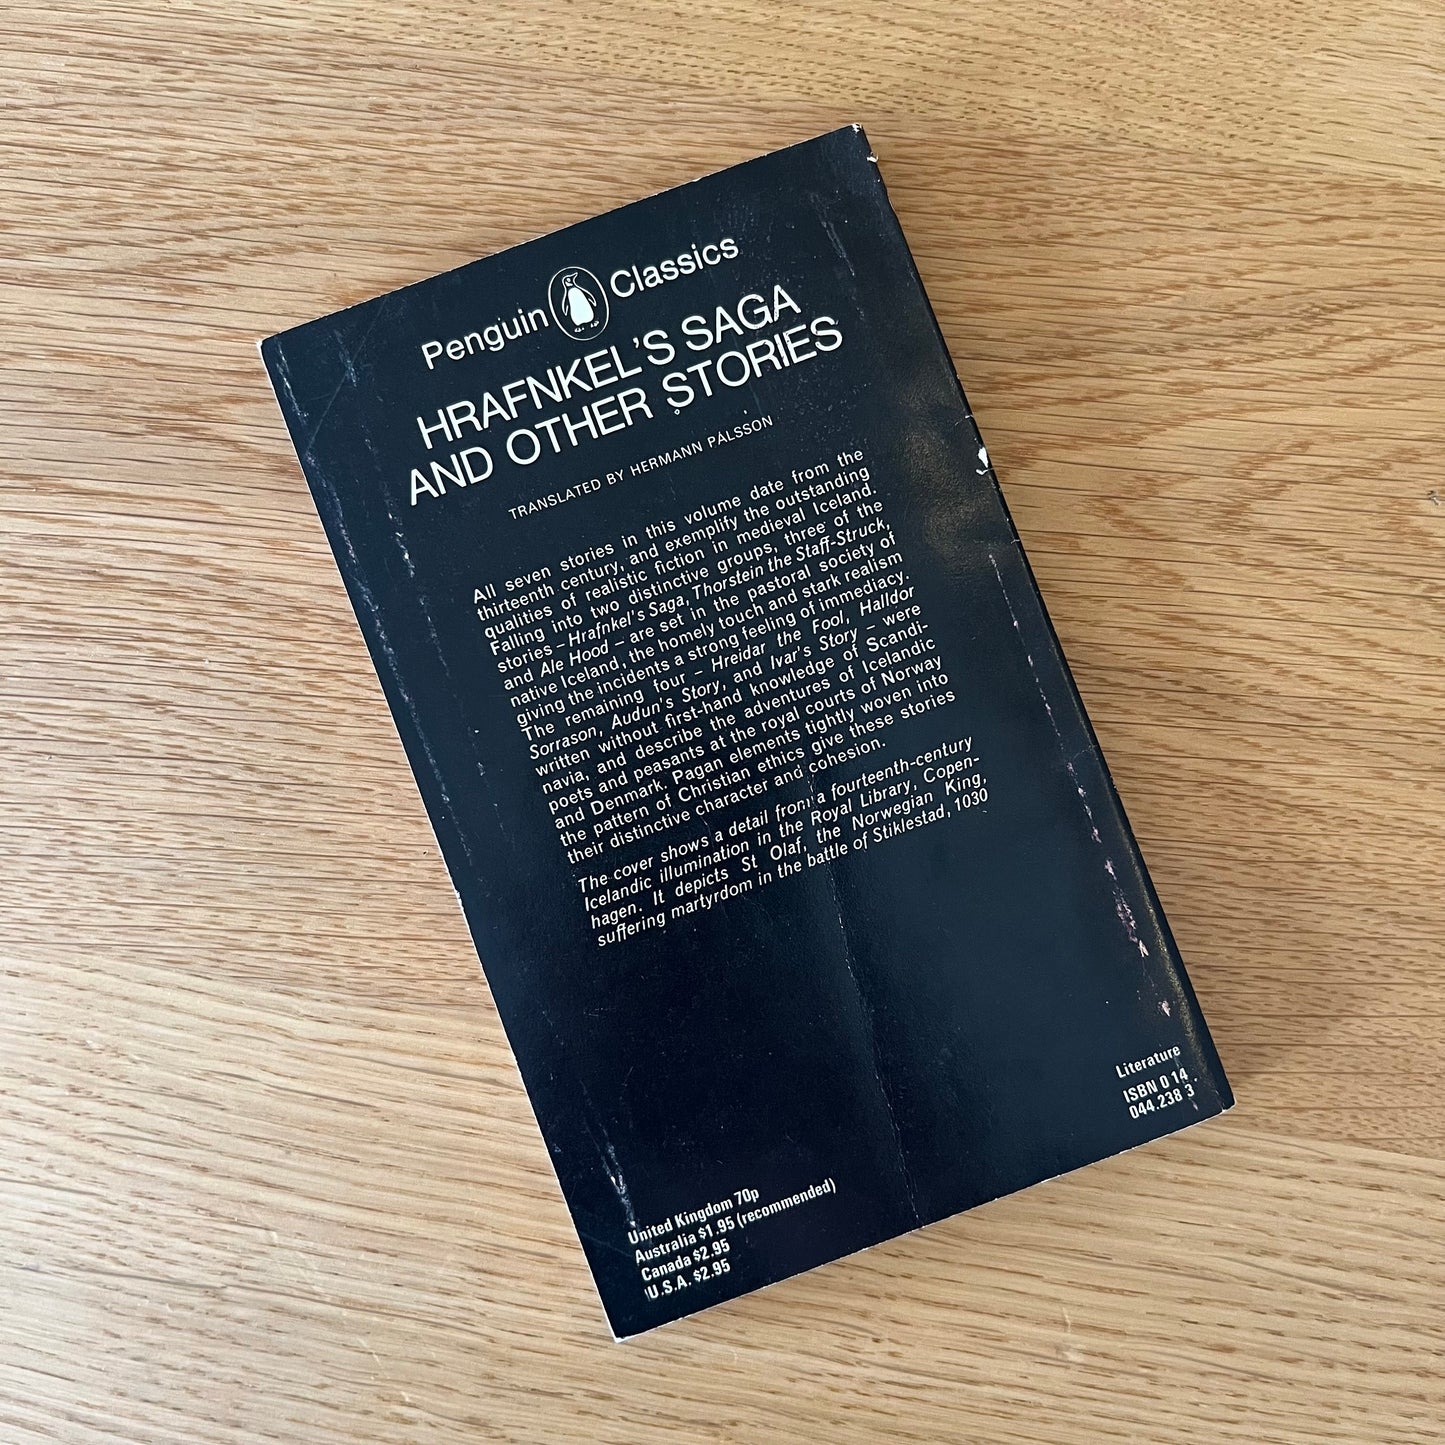 Penguin Classics
HRAFNKEL'S SAGA
AND OTHER STORIES
TRANSLATED BY HERMANN PÁLSSON
All seven stories in this volume date from the
thirteenth century, and exemplify the outstanding
qualities of realistic fiction in medieval Iceland.
Falling into two distinctive groups, three of the
stories – Hrafnkel's Saga, Thorstein the Staff-Struck,
and Ale Hood – are set in the pastoral society of
native Iceland, the homely touch and stark realism
giving the incidents a strong feeling of immediacy.
The remaining four – Hreidar the Fool, Halldor
Sorrason, Audun's Story, and Ivar's Story – were
written without first-hand knowledge of Scandi-
navia, and describe the adventures of Icelandic
poets and peasants at the royal courts of Norway
and Denmark. Pagan elements tightly woven into
the pattern of Christian ethics give these stories
their distinctive character and cohesion.
The cover shows a detail from a fourteenth-century
Icelandic illumination in the Royal Library, Copen-
hagen. It depicts St Olaf, the Norwegian King,
suffering martyrdom in the battle of Stiklestad, 1030
United Kingdom 70p
Australia $1.95 (recommended)
Canada $2.95
U.S.A. $2.95
Literature
ISBN 0 14
044.238 3